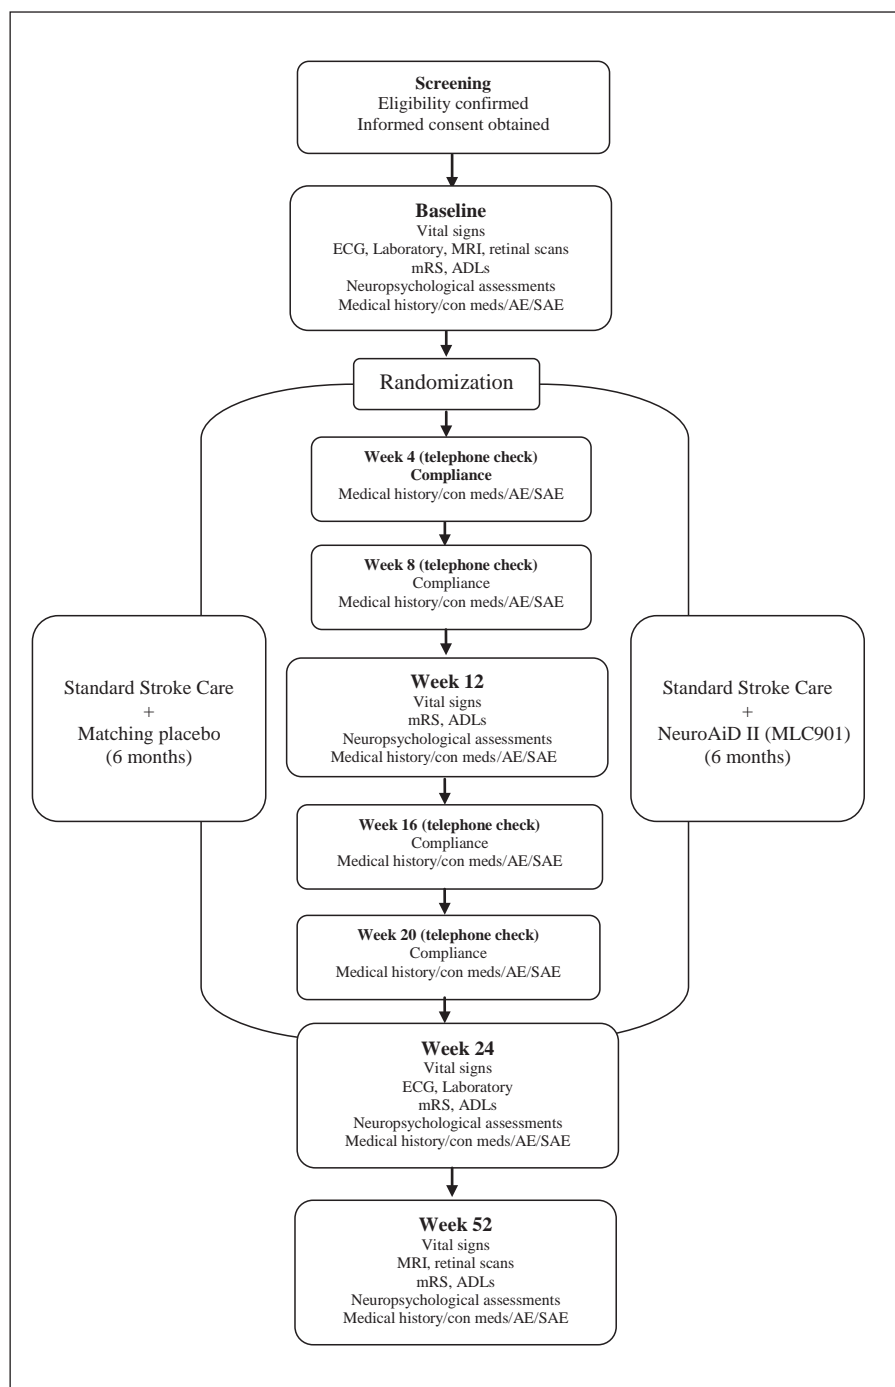 Screening
Eligibility confirmed
Informed consent obtained
Baseline
Vital signs
ECG, Laboratory, MRI, retinal scans
mRS, ADLs
Neuropsychological assessments
Medical history/con meds/AE/SAE
Randomization
Week 4 (telephone check)
Compliance
Medical history/con meds/AE/SAE
Week 8 (telephone check)
Compliance
Medical history/con meds/AE/SAE
Standard Stroke Care
+
Matching placebo
(6 months)
Week 12
Vital signs
mRS, ADLs
Neuropsychological assessments
Medical history/con meds/AE/SAE
Standard Stroke Care
+
NeuroAiD II (MLC901)
(6 months)
Week 16 (telephone check)
Compliance
Medical history/con meds/AE/SAE
Week 20 (telephone check)
Compliance
Medical history/con meds/AE/SAE
Week 24
Vital signs
ECG, Laboratory
mRS, ADLs
Neuropsychological assessments
Medical history/con meds/AE/SAE
Week 52
Vital signs
MRI, retinal scans
mRS, ADLs
Neuropsychological assessments
Medical history/con meds/AE/SAE